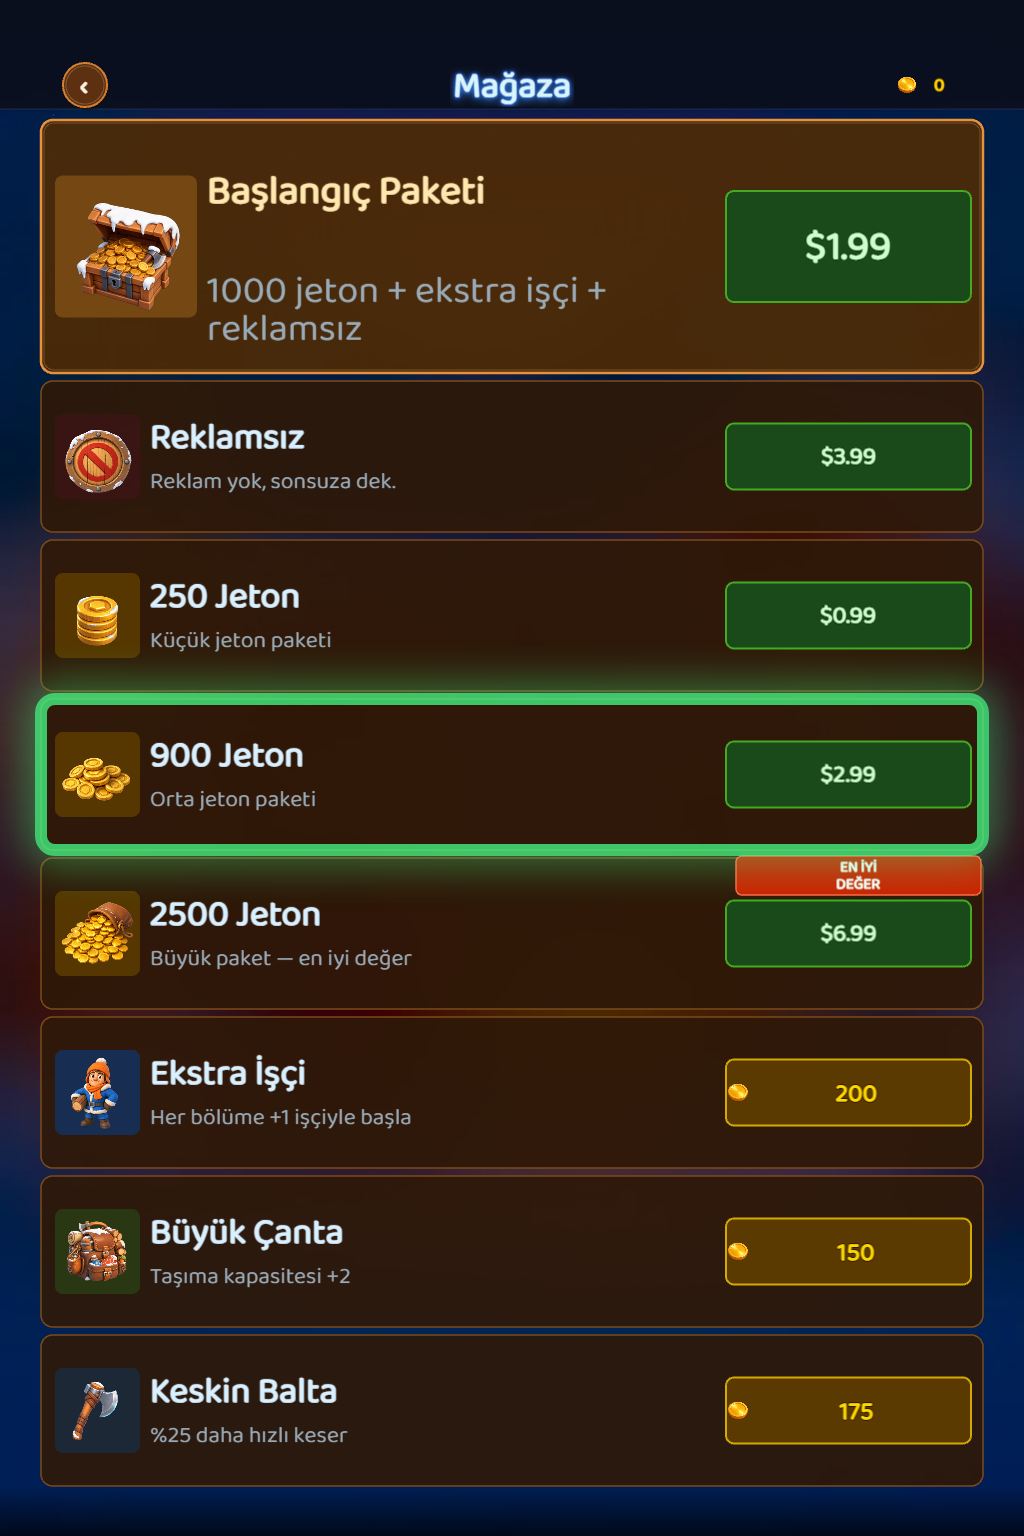 ‹
Mağaza
0
Başlangıç Paketi
1000 jeton + ekstra işçi +
reklamsız
$1.99
Reklamsız
Reklam yok, sonsuza dek.
$3.99
250 Jeton
Küçük jeton paketi
$0.99
900 Jeton
Orta jeton paketi
$2.99
EN İYİ
DEĞER
2500 Jeton
Büyük paket — en iyi değer
$6.99
Ekstra İşçi
Her bölüme +1 işçiyle başla
200
Büyük Çanta
Taşıma kapasitesi +2
150
Keskin Balta
%25 daha hızlı keser
175